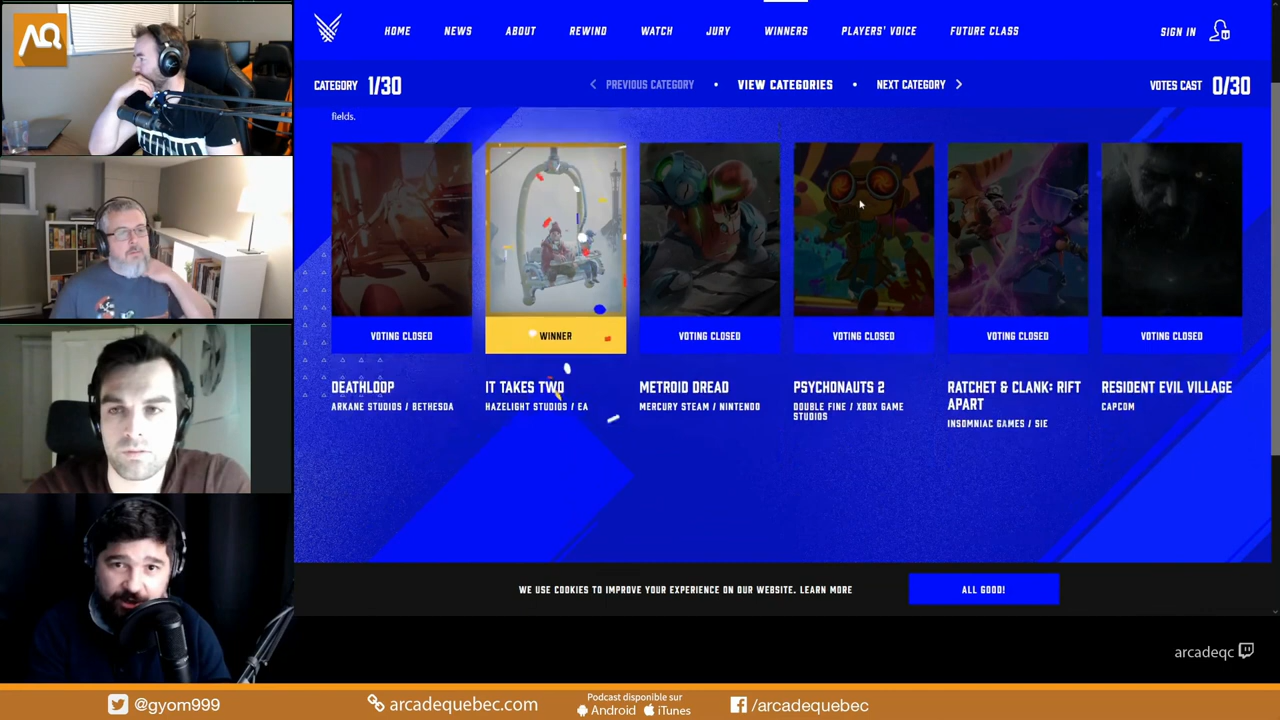 AQ
HOME NEWS ABOUT REWIND WATCH JURY WINNERS PLAYERS' VOICE FUTURE CLASS SIGN IN
CATEGORY 1/30 PREVIOUS CATEGORY • VIEW CATEGORIES • NEXT CATEGORY VOTES CAST 0/30
fields.
VOTING CLOSED WINNER VOTING CLOSED VOTING CLOSED VOTING CLOSED VOTING CLOSED
DEATHLOOP
ARKANE STUDIOS / BETHESDA
IT TAKES TWO
HAZELIGHT STUDIOS / EA
METROID DREAD
MERCURY STEAM / NINTENDO
PSYCHONAUTS 2
DOUBLE FINE / XBOX GAME
STUDIOS
RATCHET & CLANK: RIFT
APART
INSOMNIAC GAMES / SIE
RESIDENT EVIL VILLAGE
CAPCOM
WE USE COOKIES TO IMPROVE YOUR EXPERIENCE ON OUR WEBSITE. LEARN MORE ALL GOOD!
arcadeqc
@gyom999
arcadequebec.com
Podcast disponible sur
Android iTunes
/arcadequebec